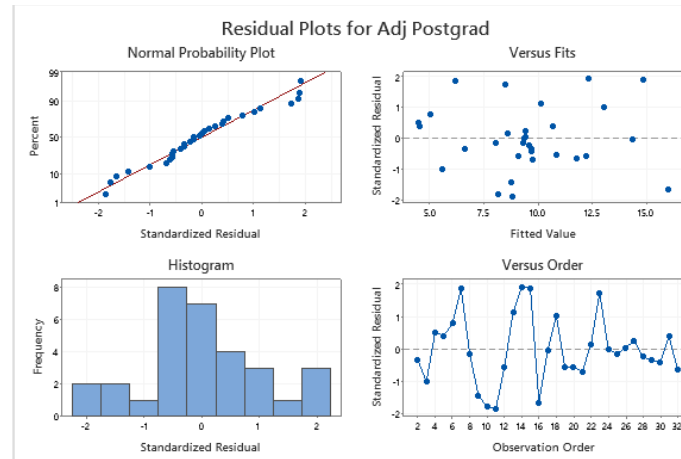 Residual Plots for Adj Postgrad
Normal Probability Plot
99
90
50
10
1
Percent
-2 -1 0 1 2
Standardized Residual
Versus Fits
2
1
0
-1
-2
Standardized Residual
5.0 7.5 10.0 12.5 15.0
Fitted Value
Histogram
8
6
4
2
0
Frequency
-2 -1 0 1 2
Standardized Residual
Versus Order
2
1
0
-1
-2
Standardized Residual
2 4 6 8 10 12 14 16 18 20 22 24 26 28 30 32
Observation Order